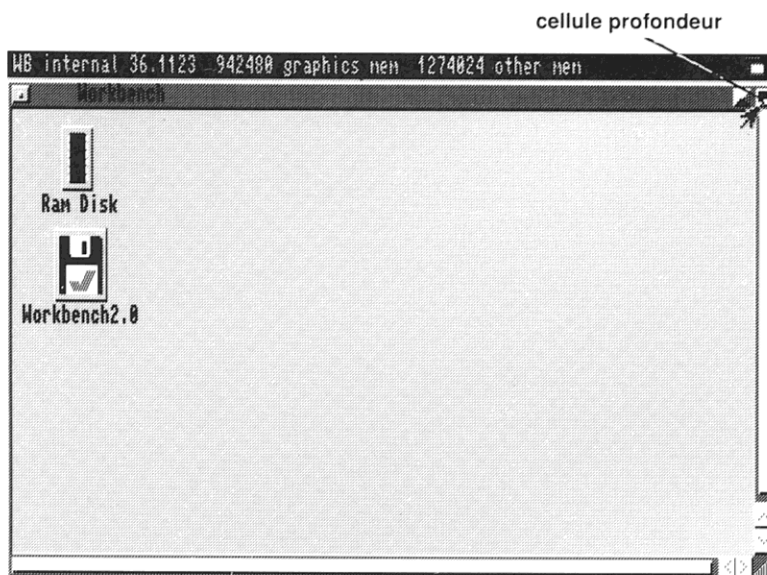 cellule profondeur
WB internal 36.1123 942480 graphics mem 1274024 other mem
Workbench
Ram Disk
Workbench2.0